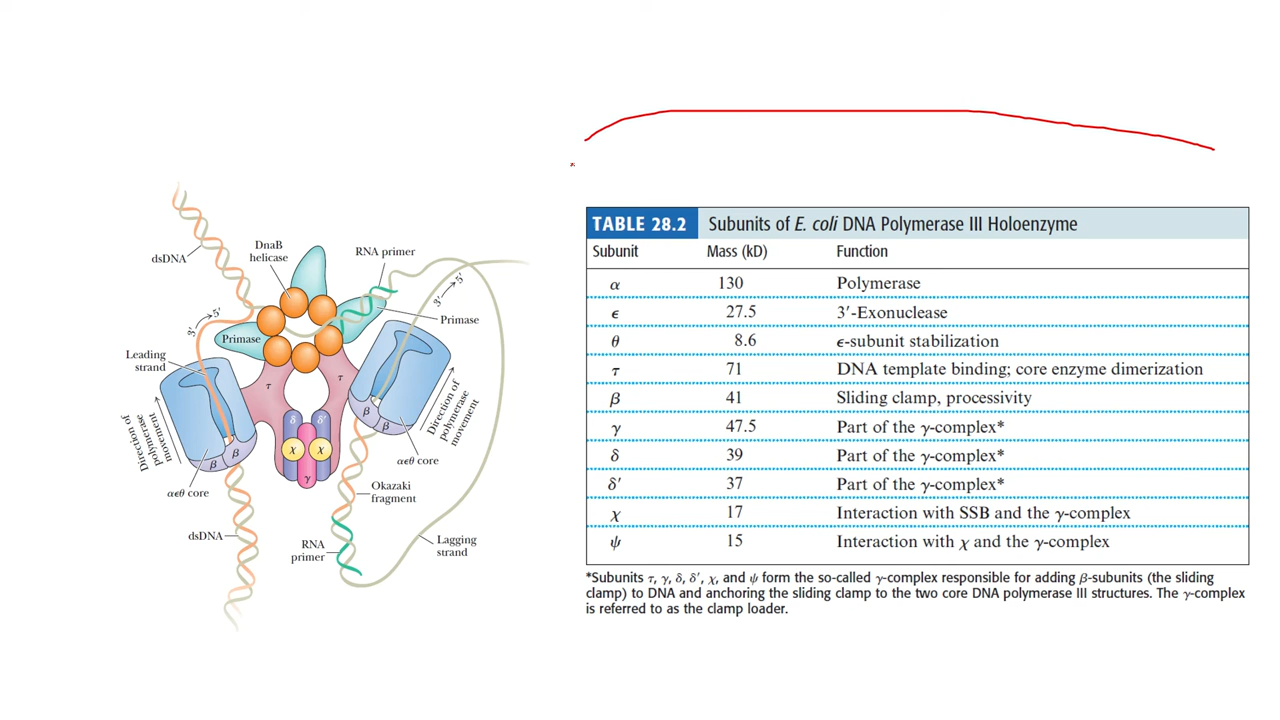 dsDNA
DnaB
helicase
RNA primer
3′ 5′
3′ 5′
Primase
Primase
Leading
strand
τ
τ
Direction of
polymerase
movement
Direction of
polymerase
movement
β
β
β
β
δ
δ′
χ
χ
γ
αϵθ core
αϵθ core
Okazaki
fragment
dsDNA
RNA
primer
Lagging
strand
TABLE 28.2 Subunits of E. coli DNA Polymerase III Holoenzyme
Subunit Mass (kD) Function
α 130 Polymerase
ϵ 27.5 3′-Exonuclease
θ 8.6 ϵ-subunit stabilization
τ 71 DNA template binding; core enzyme dimerization
β 41 Sliding clamp, processivity
γ 47.5 Part of the γ-complex*
δ 39 Part of the γ-complex*
δ′ 37 Part of the γ-complex*
χ 17 Interaction with SSB and the γ-complex
ψ 15 Interaction with χ and the γ-complex
*Subunits τ, γ, δ, δ′, χ, and ψ form the so-called γ-complex responsible for adding β-subunits (the sliding
clamp) to DNA and anchoring the sliding clamp to the two core DNA polymerase III structures. The γ-complex
is referred to as the clamp loader.